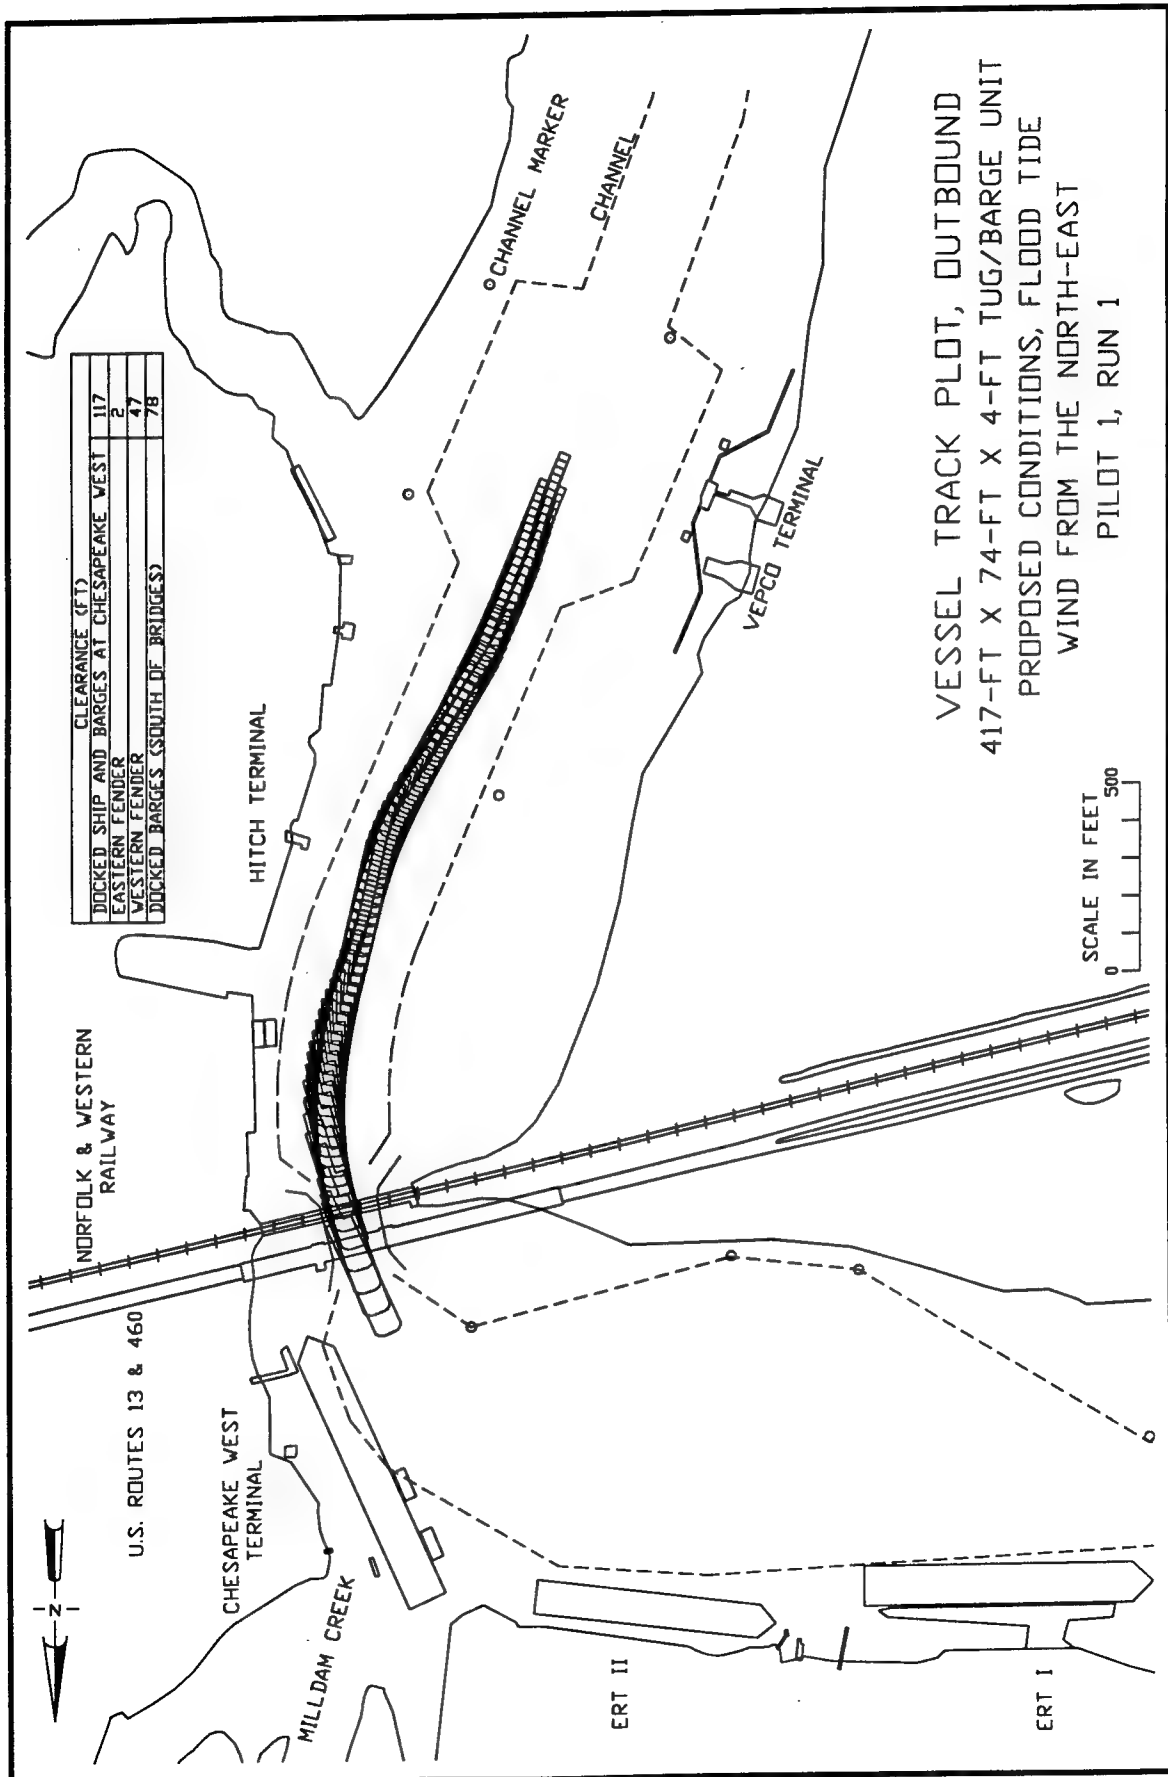 CLEARANCE (FT)
DOCKED SHIP AND BARGES AT CHESAPEAKE WEST 117
EASTERN FENDER 2
WESTERN FENDER 47
DOCKED BARGES (SOUTH OF BRIDGES) 78
N
U.S. ROUTES 13 & 460
NORFOLK & WESTERN
RAILWAY
HITCH TERMINAL
CHANNEL MARKER
CHANNEL
CHESAPEAKE WEST
TERMINAL
MILLDAM CREEK
VEPCO TERMINAL
ERT II
ERT I
SCALE IN FEET
0 500
VESSEL TRACK PLOT, OUTBOUND
417-FT X 74-FT X 4-FT TUG/BARGE UNIT
PROPOSED CONDITIONS, FLOOD TIDE
WIND FROM THE NORTH-EAST
PILOT 1, RUN 1